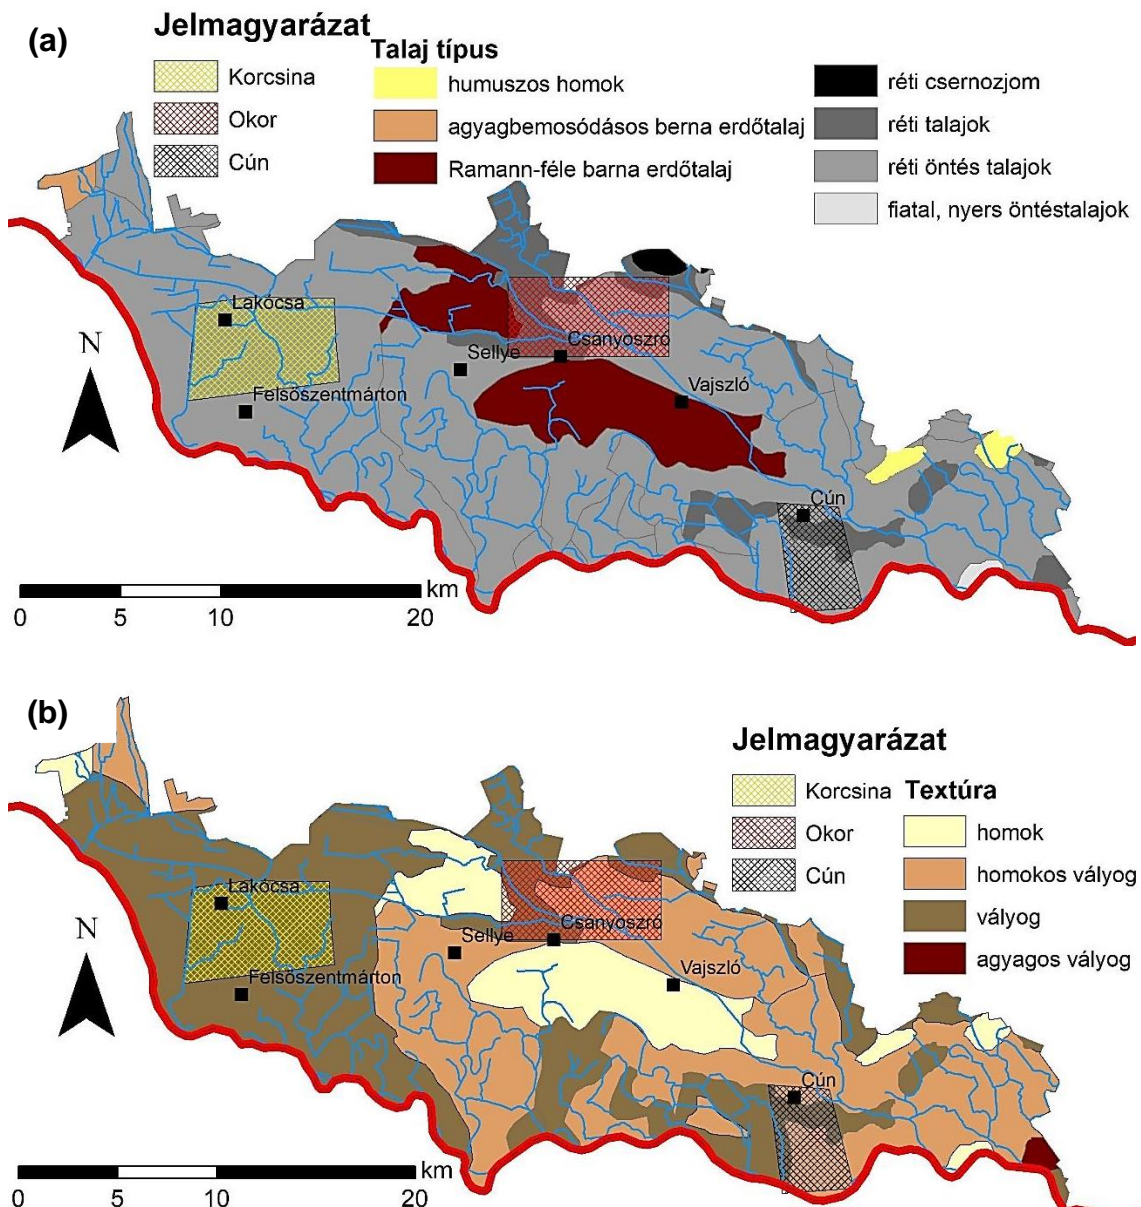 (a)
Jelmagyarázat
Korcsina
Okor
Cún
Talaj típus
humuszos homok
agyagbemosódásos berna erdőtalaj
Ramann-féle barna erdőtalaj
réti csernozjom
réti talajok
réti öntés talajok
fiatal, nyers öntéstalajok
Lakócsa
N
Csanyoszró
Sellye
Vajszló
Felsőszentmárton
Cún
km
0 5 10 20
(b)
Jelmagyarázat
Korcsina
Okor
Cún
Textúra
homok
homokos vályog
vályog
agyagos vályog
Lakócsa
N
Csanyoszró
Sellye
Vajszló
Felsőszentmárton
Cún
km
0 5 10 20